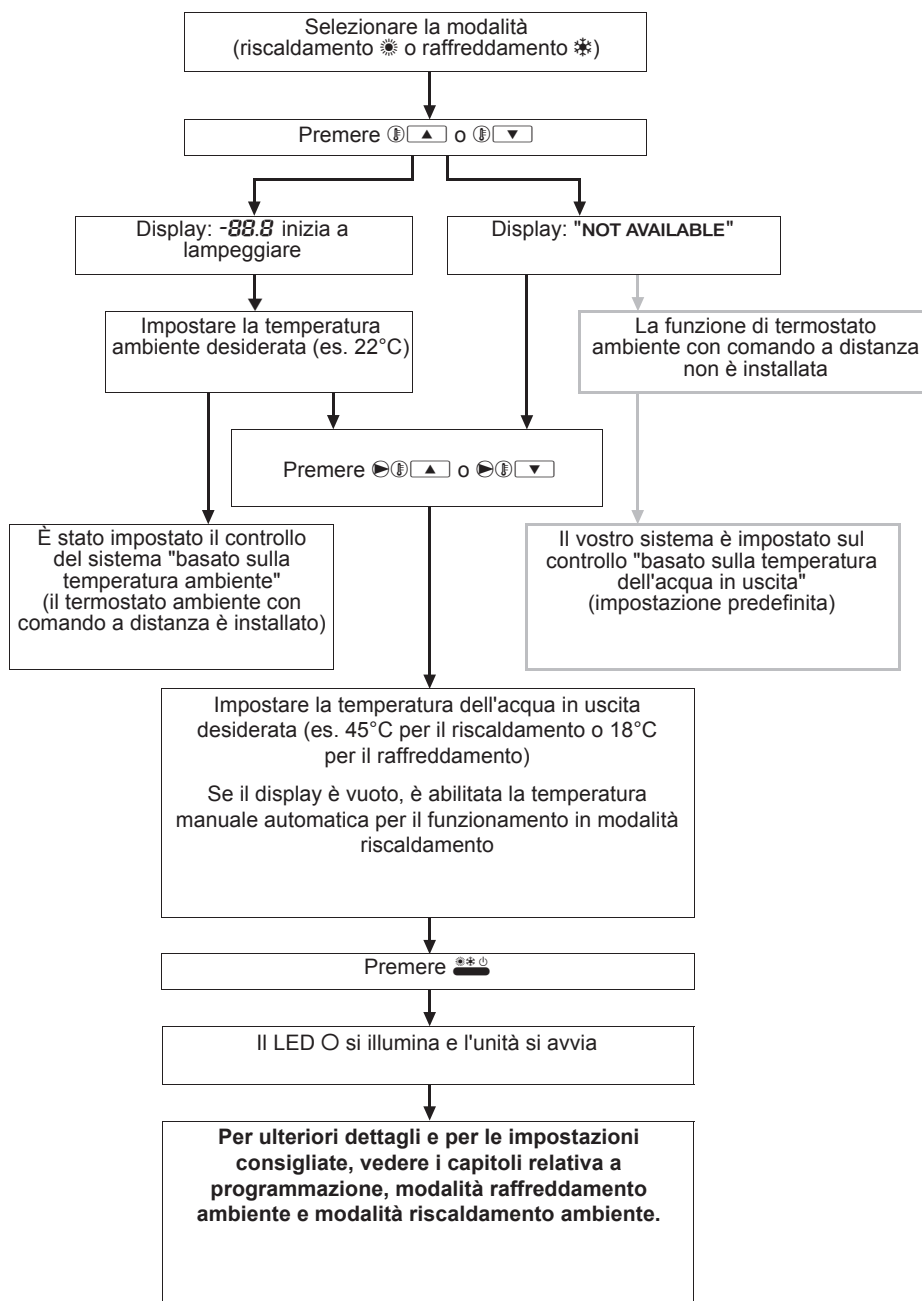 Selezionare la modalità
(riscaldamento ☀ o raffreddamento ❄)
Premere ▲ o ▼
Display: -88.8 inizia a
lampeggiare
Display: "NOT AVAILABLE"
Impostare la temperatura
ambiente desiderata (es. 22°C)
La funzione di termostato
ambiente con comando a distanza
non è installata
Premere ▲ o ▼
È stato impostato il controllo
del sistema "basato sulla
temperatura ambiente"
(il termostato ambiente con
comando a distanza è installato)
Il vostro sistema è impostato sul
controllo "basato sulla temperatura
dell'acqua in uscita"
(impostazione predefinita)
Impostare la temperatura dell'acqua in uscita
desiderata (es. 45°C per il riscaldamento o 18°C
per il raffreddamento)
Se il display è vuoto, è abilitata la temperatura
manuale automatica per il funzionamento in modalità
riscaldamento
Premere
Il LED O si illumina e l'unità si avvia
Per ulteriori dettagli e per le impostazioni
consigliate, vedere i capitoli relativa a
programmazione, modalità raffreddamento
ambiente e modalità riscaldamento ambiente.